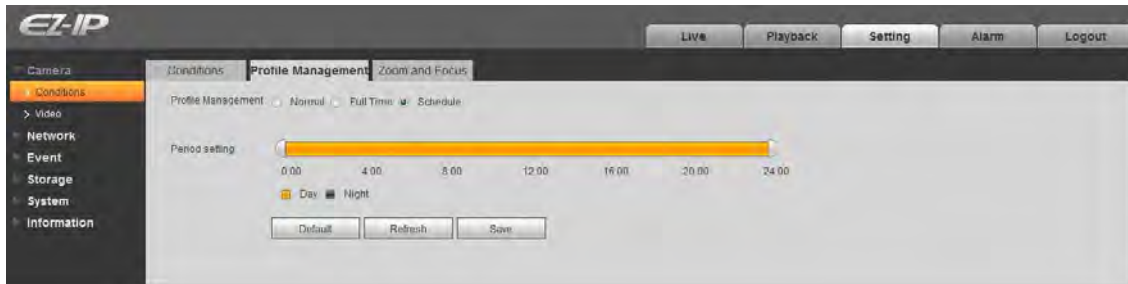 EZ-IP
Live Playback Setting Alarm Logout
Camera
Conditions
Video
Network
Event
Storage
System
Information
Conditions Profile Management Zoom and Focus
Profile Management Normal Full Time Schedule
Period setting
0:00 4:00 8:00 12:00 16:00 20:00 24:00
Day Night
Default Refresh Save